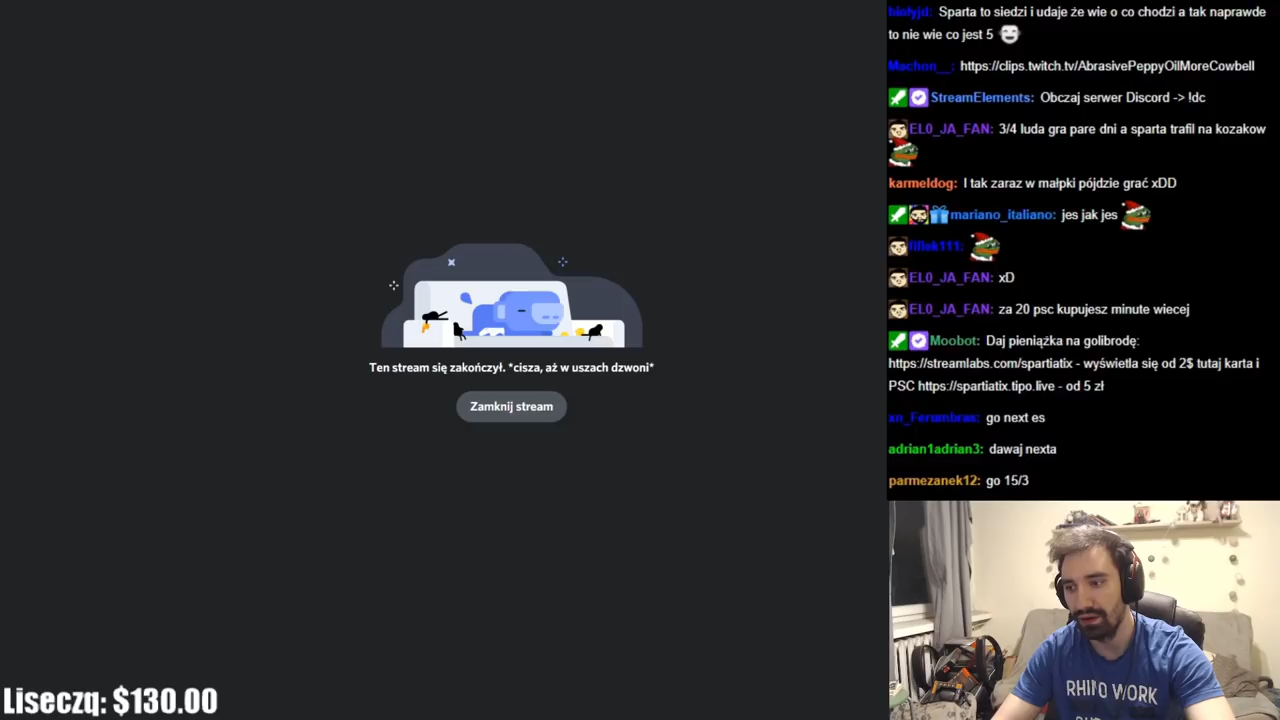 hintyjd: Sparta to siedzi i udaje że wie o co chodzi a tak naprawde
to nie wie co jest 5
Machon__: https://clips.twitch.tv/AbrasivePeppyOilMoreCowbell
StreamElements: Obczaj serwer Discord -> !dc
EL0_JA_FAN: 3/4 luda gra pare dni a sparta trafil na kozakow
karmeldog: I tak zaraz w małpki pójdzie grać xDD
mariano_italiano: jes jak jes
EL0_JA_FAN: xD
EL0_JA_FAN: za 20 psc kupujesz minute wiecej
Moobot: Daj pieniążka na golibrodę:
https://streamlabs.com/spartiatix - wyświetla się od 2$ tutaj karta i
PSC https://spartiatix.tipo.live - od 5 zł
xn_Ferumbras: go next es
adrian1adrian3: dawaj nexta
parmezanek12: go 15/3
Ten stream się zakończył. *cisza, aż w uszach dzwoni*
Zamknij stream
RHINO WORK
Liseczq: $130.00